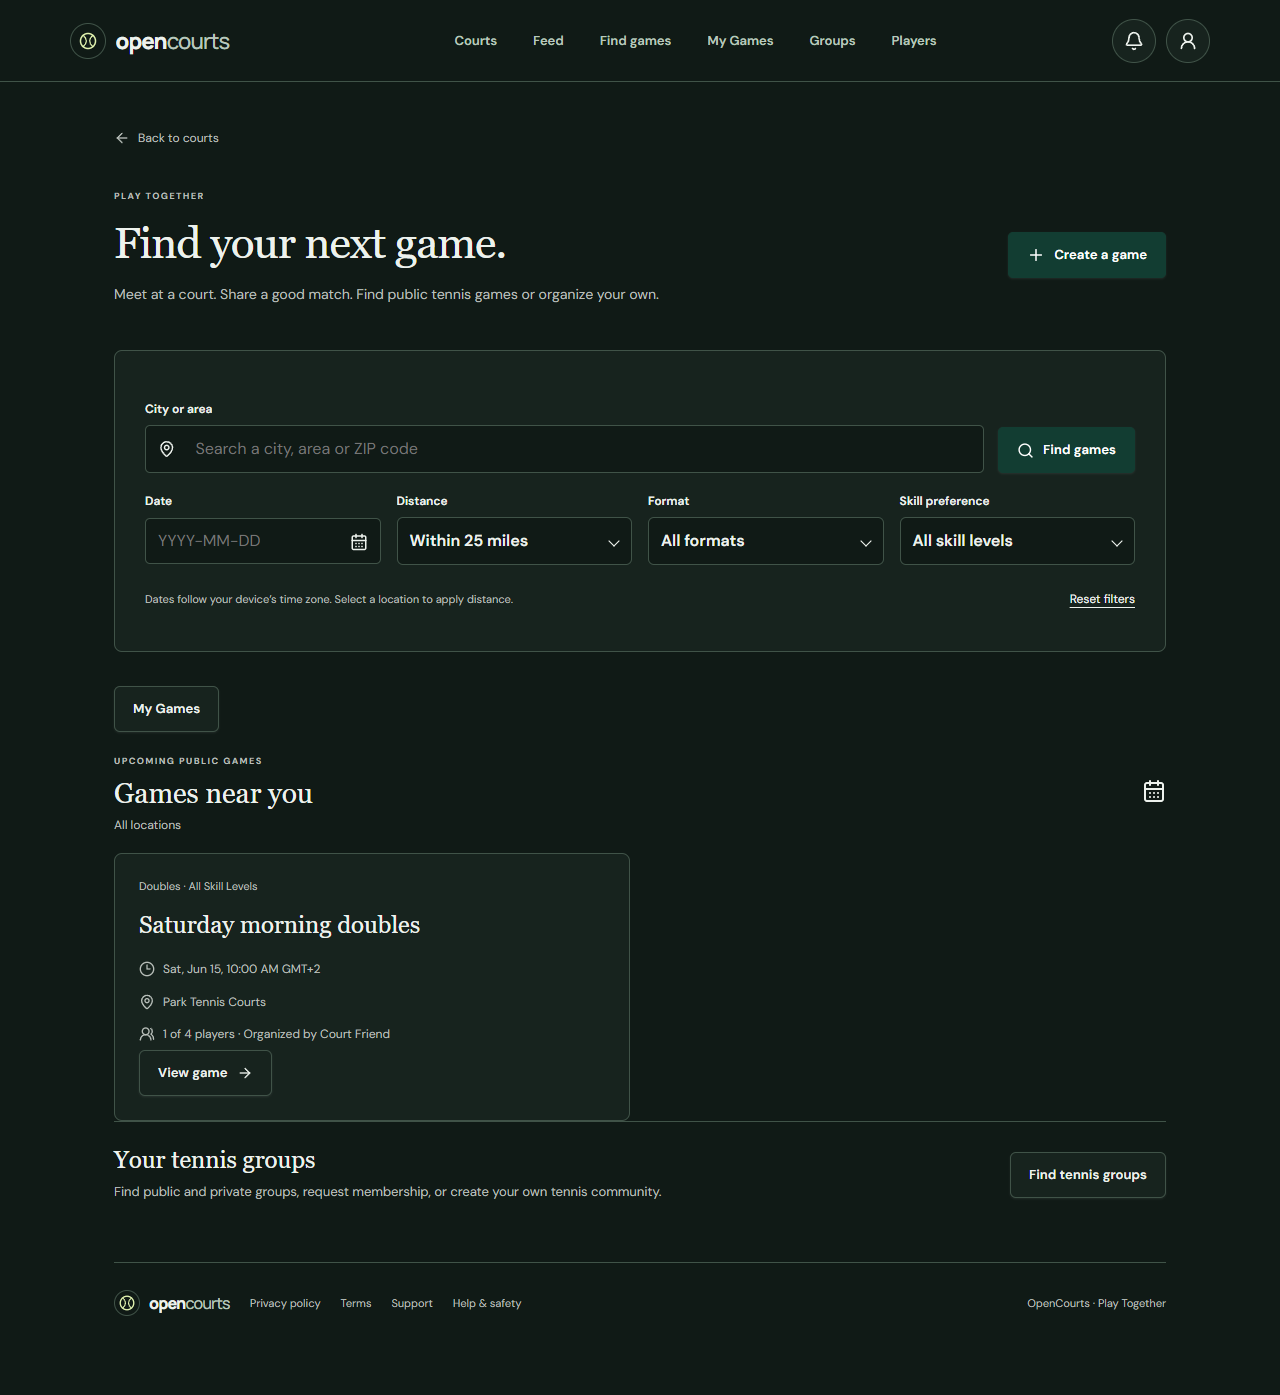 opencourts
Courts
Feed
Find games
My Games
Groups
Players
Back to courts
PLAY TOGETHER
Find your next game.
Create a game
Meet at a court. Share a good match. Find public tennis games or organize your own.
City or area
Search a city, area or ZIP code
Find games
Date
Distance
Format
Skill preference
YYYY-MM-DD
Within 25 miles
All formats
All skill levels
Dates follow your device's time zone. Select a location to apply distance.
Reset filters
My Games
UPCOMING PUBLIC GAMES
Games near you
All locations
Doubles · All Skill Levels
Saturday morning doubles
Sat, Jun 15, 10:00 AM GMT+2
Park Tennis Courts
1 of 4 players · Organized by Court Friend
View game
Your tennis groups
Find public and private groups, request membership, or create your own tennis community.
Find tennis groups
opencourts
Privacy policy
Terms
Support
Help & safety
OpenCourts · Play Together